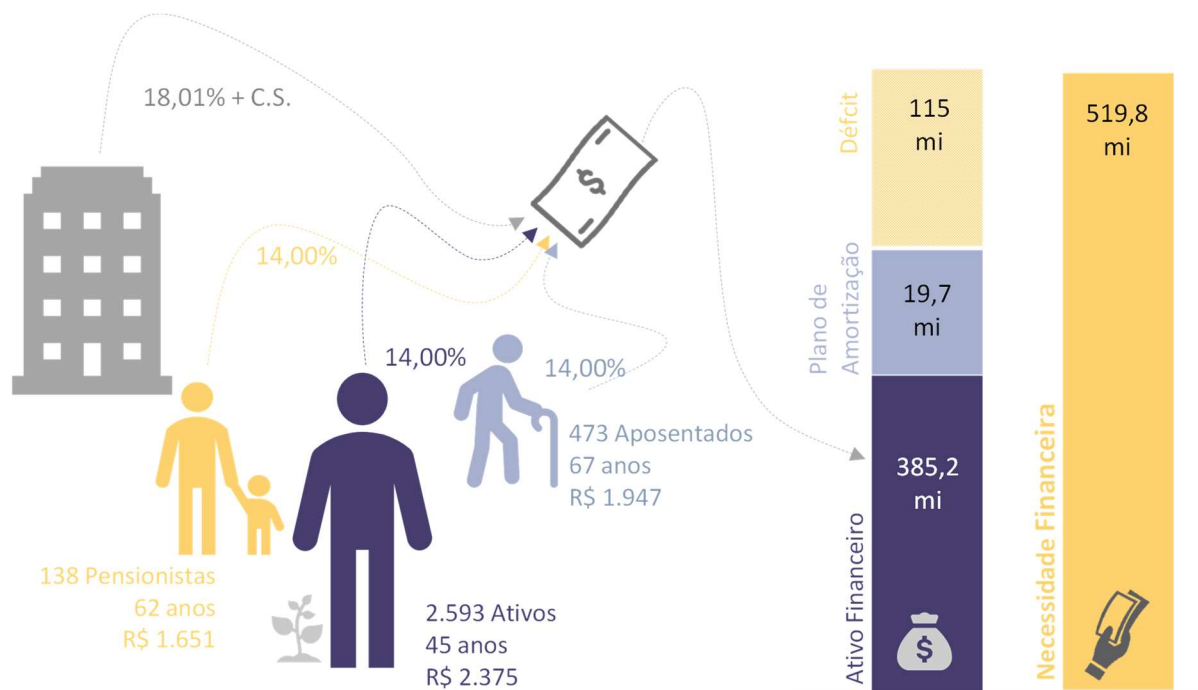 18,01% + C.S.
14,00%
14,00%
14,00%
138 Pensionistas
62 anos
R$ 1.651
2.593 Ativos
45 anos
R$ 2.375
473 Aposentados
67 anos
R$ 1.947
$
Défcit
115
mi
Plano de
Amortização
19,7
mi
Ativo Financeiro
385,2
mi
$
Necessidade Financeira
519,8
mi